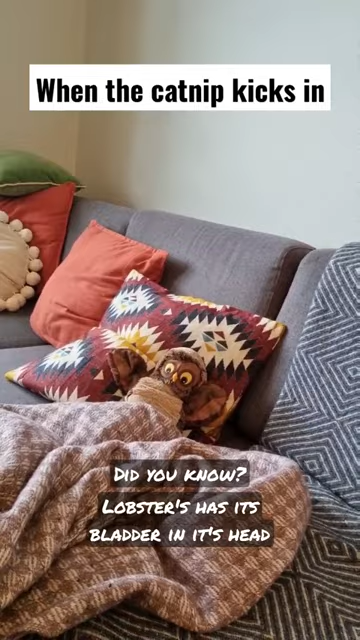 When the catnip kicks in
Did you know?
Lobster's has its
bladder in it's head